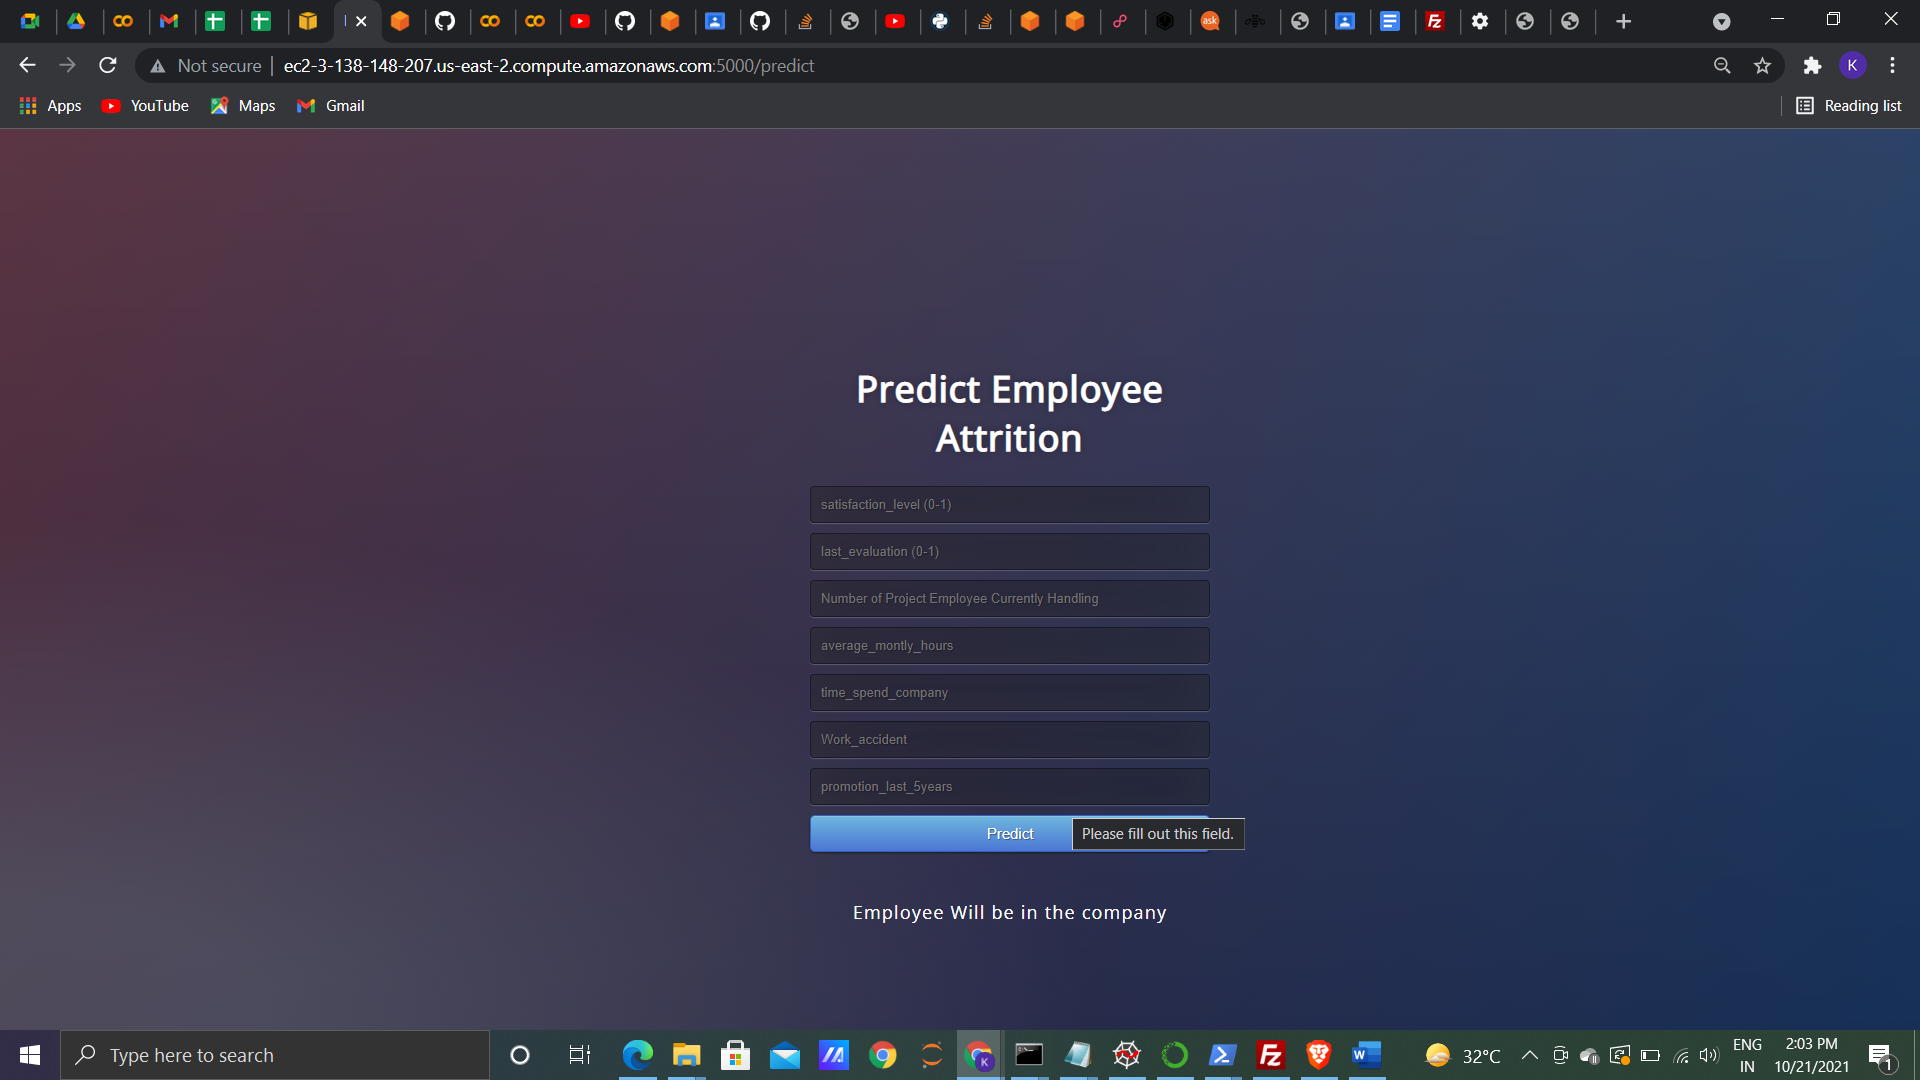 Not secure
ec2-3-138-148-207.us-east-2.compute.amazonaws.com:5000/predict
K
Apps
YouTube
Maps
Gmail
Reading list
Predict Employee
Attrition
satisfaction_level (0-1)
last_evaluation (0-1)
Number of Project Employee Currently Handling
average_montly_hours
time_spend_company
Work_accident
promotion_last_5years
Predict
Please fill out this field.
Employee Will be in the company
Type here to search
32°C
ENG
IN
2:03 PM
10/21/2021
1